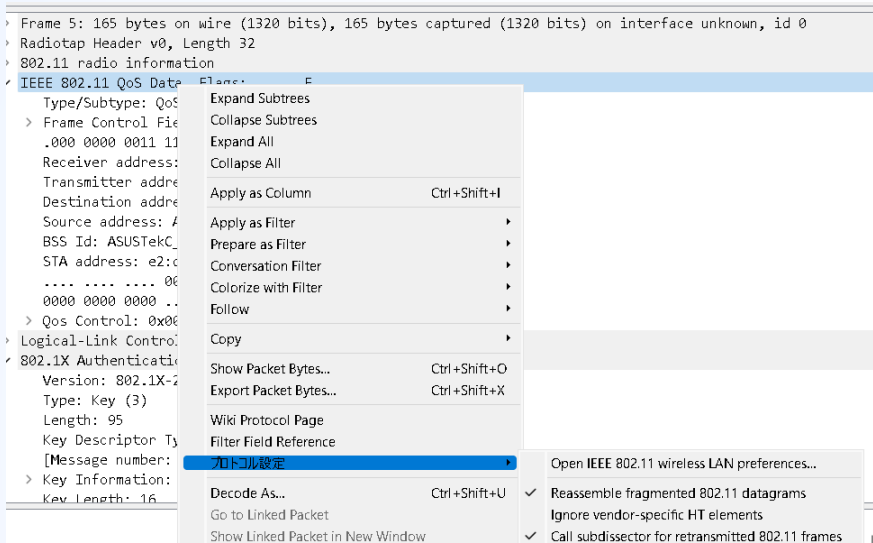 Frame 5: 165 bytes on wire (1320 bits), 165 bytes captured (1320 bits) on interface unknown, id 0
Radiotap Header v0, Length 32
802.11 radio information
IEEE 802.11 QoS Data, Flags: ......F.
Type/Subtype: QoS
Frame Control Fie
.000 0000 0011 11
Receiver address:
Transmitter addre
Destination addre
Source address: A
BSS Id: ASUSTekC_
STA address: e2:c
.... .... .... 00
0000 0000 0000 ..
Qos Control: 0x00
Logical-Link Control
802.1X Authenticatio
Version: 802.1X-2
Type: Key (3)
Length: 95
Key Descriptor Ty
[Message number:
Key Information:
Key Length: 16
Expand Subtrees
Collapse Subtrees
Expand All
Collapse All
Apply as Column Ctrl+Shift+I
Apply as Filter
Prepare as Filter
Conversation Filter
Colorize with Filter
Follow
Copy
Show Packet Bytes... Ctrl+Shift+O
Export Packet Bytes... Ctrl+Shift+X
Wiki Protocol Page
Filter Field Reference
プロトコル設定
Decode As... Ctrl+Shift+U
Go to Linked Packet
Show Linked Packet in New Window
Open IEEE 802.11 wireless LAN preferences...
Reassemble fragmented 802.11 datagrams
Ignore vendor-specific HT elements
Call subdissector for retransmitted 802.11 frames